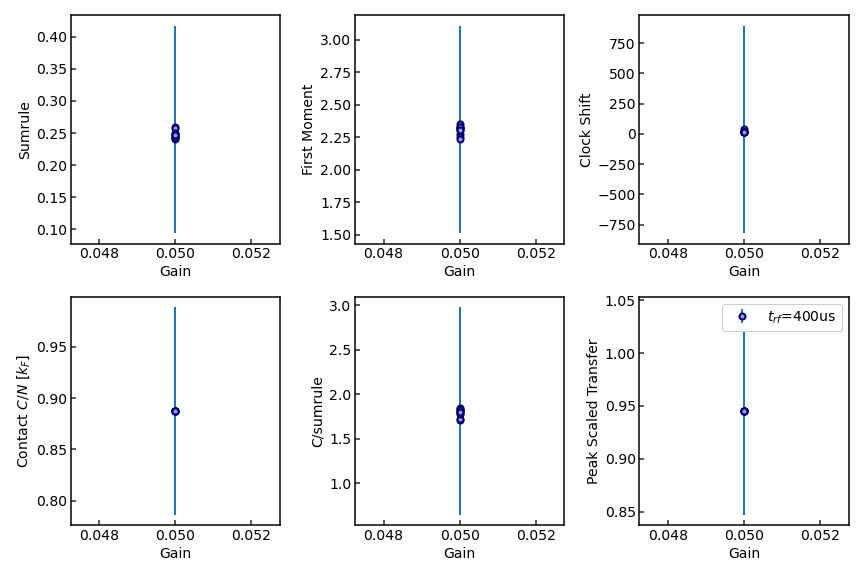 0.40
0.35
0.30
0.25
0.20
0.15
0.10
Sumrule
0.048 0.050 0.052
Gain
3.00
2.75
2.50
2.25
2.00
1.75
1.50
First Moment
0.048 0.050 0.052
Gain
750
500
250
0
−250
−500
−750
Clock Shift
0.048 0.050 0.052
Gain
0.95
0.90
0.85
0.80
Contact C/N [k_F]
0.048 0.050 0.052
Gain
3.0
2.5
2.0
1.5
1.0
C/sumrule
0.048 0.050 0.052
Gain
1.05
1.00
0.95
0.90
0.85
Peak Scaled Transfer
t_rf=400us
0.048 0.050 0.052
Gain